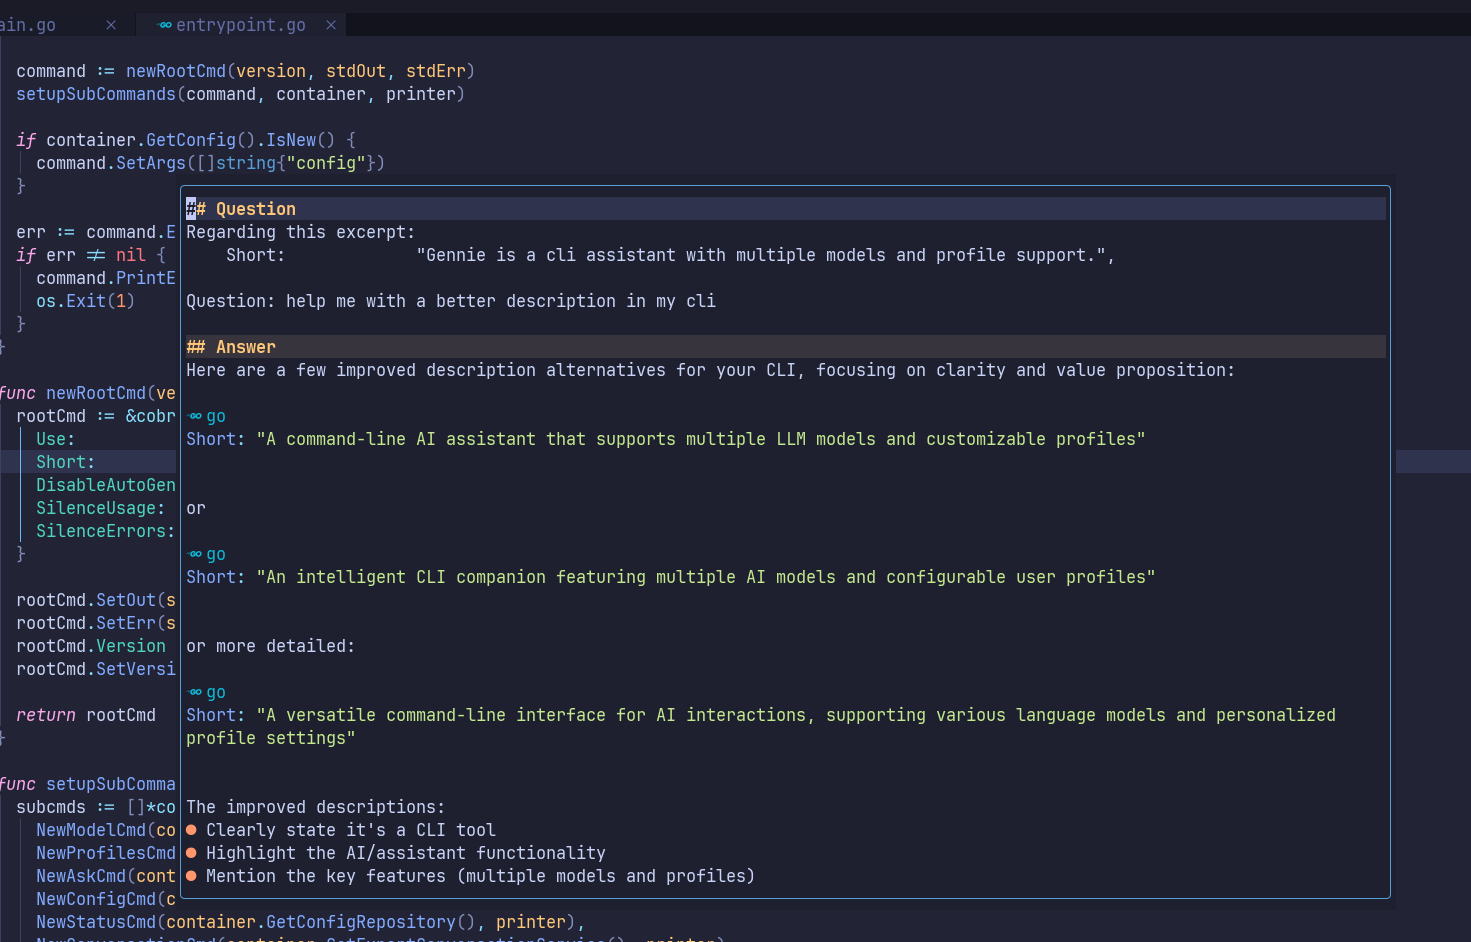 ain.go × entrypoint.go ×
command := newRootCmd(version, stdOut, stdErr)
setupSubCommands(command, container, printer)
if container.GetConfig().IsNew() {
command.SetArgs([]string{"config"})
}
err := command.E
if err != nil {
command.PrintE
os.Exit(1)
}
}
func newRootCmd(ve
rootCmd := &cobr
Use:
Short:
DisableAutoGen
SilenceUsage:
SilenceErrors:
}
rootCmd.SetOut(s
rootCmd.SetErr(s
rootCmd.Version
rootCmd.SetVersi
return rootCmd
}
func setupSubComma
subcmds := []*co
NewModelCmd(co
NewProfilesCmd
NewAskCmd(cont
NewConfigCmd(c
NewStatusCmd(container.GetConfigRepository(), printer),
## Question
Regarding this excerpt:
Short: "Gennie is a cli assistant with multiple models and profile support.",
Question: help me with a better description in my cli
## Answer
Here are a few improved description alternatives for your CLI, focusing on clarity and value proposition:
go
Short: "A command-line AI assistant that supports multiple LLM models and customizable profiles"
or
go
Short: "An intelligent CLI companion featuring multiple AI models and configurable user profiles"
or more detailed:
go
Short: "A versatile command-line interface for AI interactions, supporting various language models and personalized
profile settings"
The improved descriptions:
● Clearly state it's a CLI tool
● Highlight the AI/assistant functionality
● Mention the key features (multiple models and profiles)